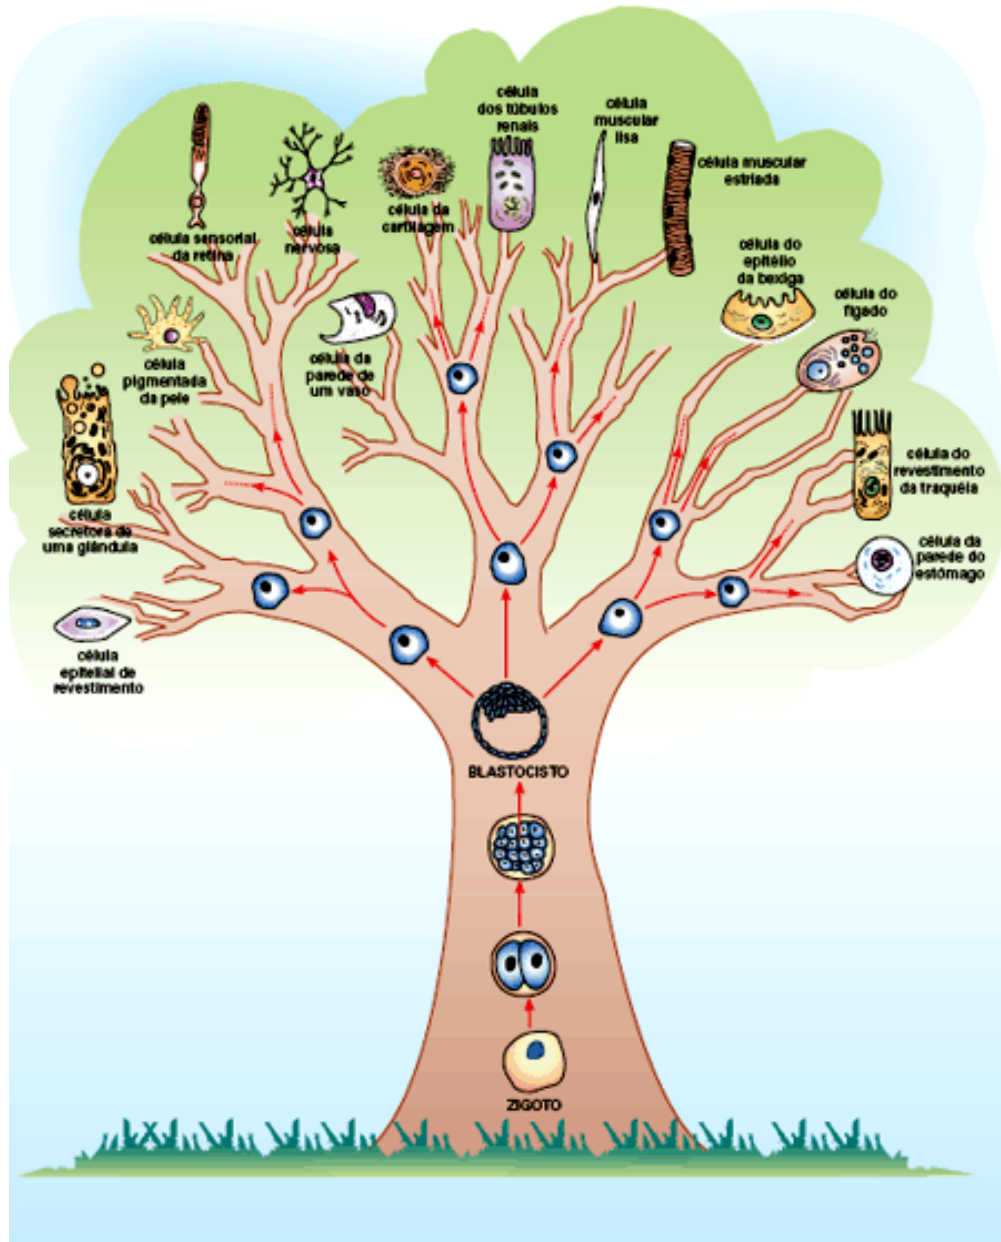 célula
dos túbulos
renais
célula
muscular
lisa
célula muscular
estriada
célula sensorial
da retina
célula
nervosa
célula da
cartilagem
célula do
epitélio
da bexiga
célula do
fígado
célula
pigmentada
da pele
célula da
parede de
um vaso
célula do
revestimento
da traquéia
célula
secretora de
uma glândula
célula da
parede do
estômago
célula
epitelial de
revestimento
BLASTOCISTO
ZIGOTO